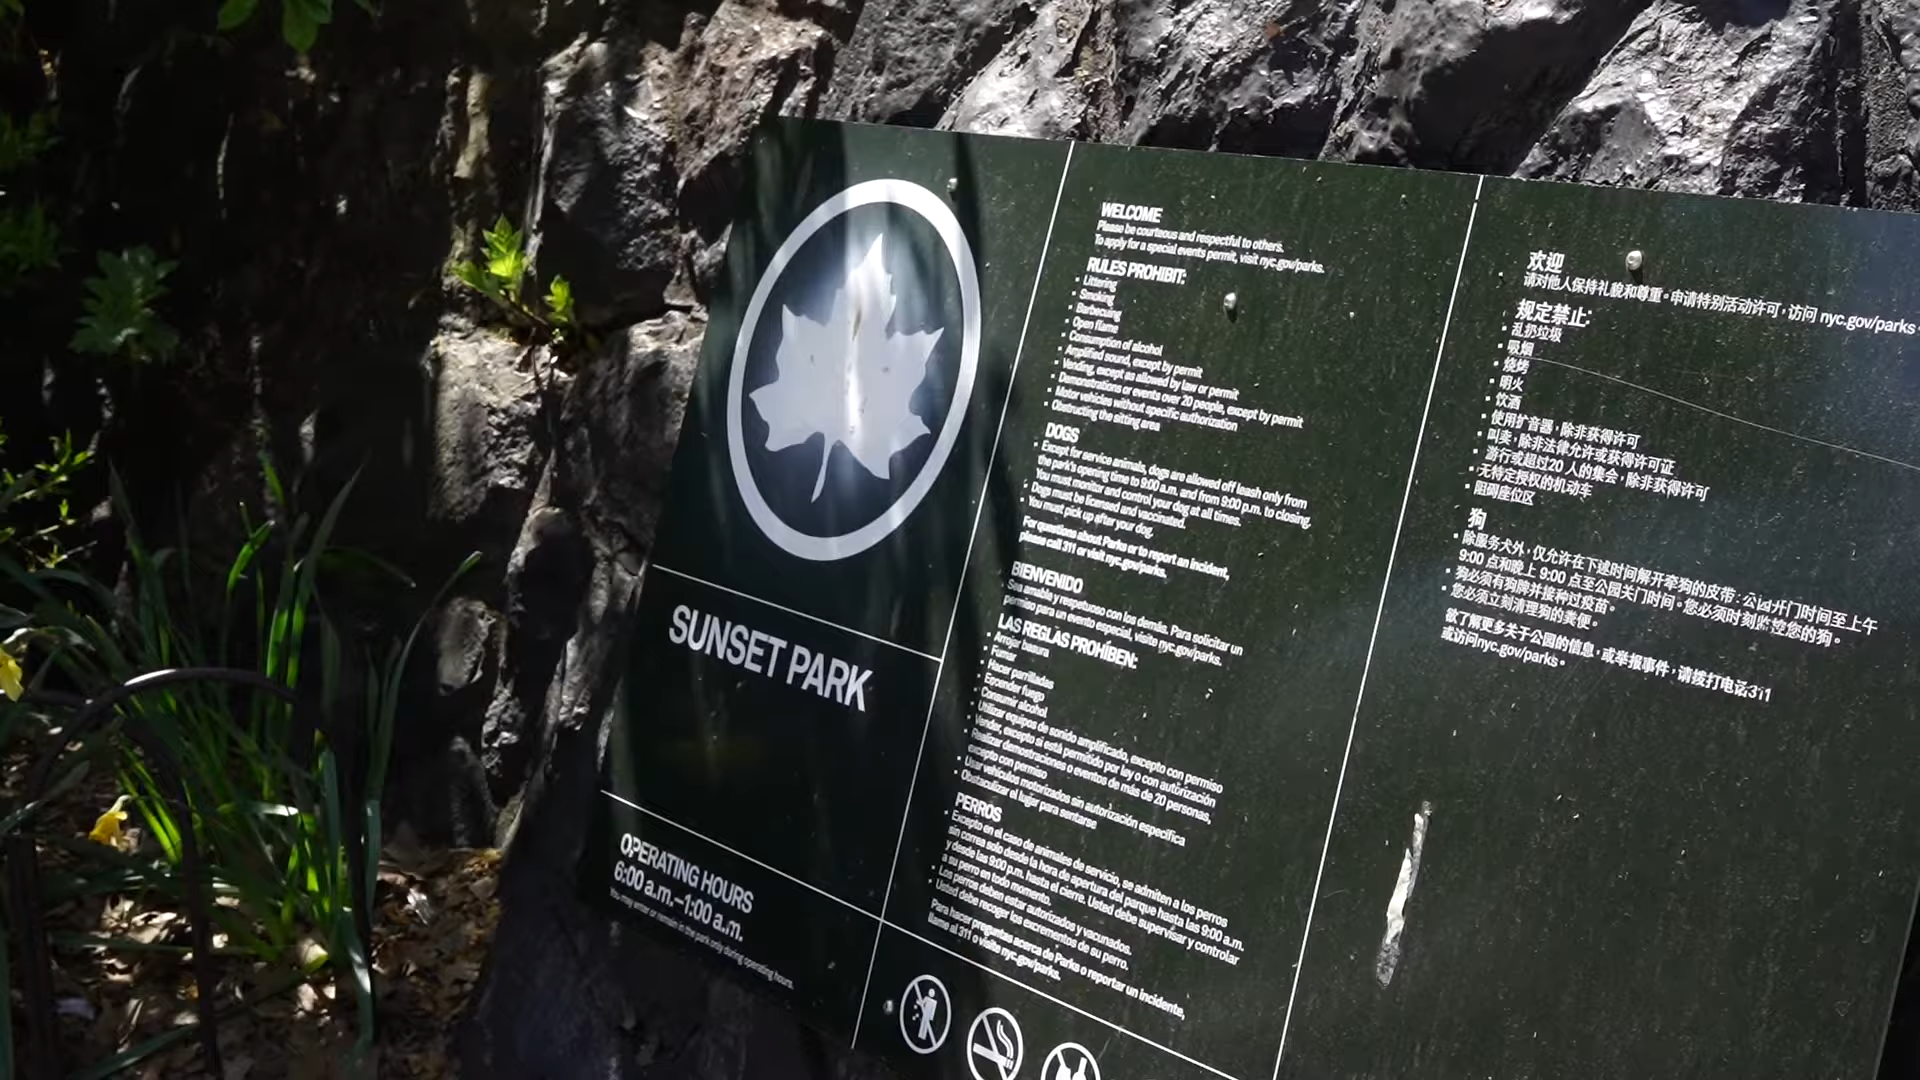 SUNSET PARK
OPERATING HOURS
6:00 a.m.–1:00 a.m.
You may enter or remain in the park only during operating hours.
WELCOME
Please be courteous and respectful to others.
To apply for a special events permit, visit nyc.gov/parks.
RULES PROHIBIT:
Littering
Smoking
Barbecuing
Open flame
Consumption of alcohol
Amplified sound, except by permit
Vending, except as allowed by law or permit
Demonstrations or events over 20 people, except by permit
Motor vehicles without specific authorization
Obstructing the sitting area
DOGS
Except for service animals, dogs are allowed off leash only from
the park's opening time to 9:00 a.m. and from 9:00 p.m. to closing.
You must monitor and control your dog at all times.
Dogs must be licensed and vaccinated.
You must pick up after your dog.
For questions about Parks or to report an incident,
please call 311 or visit nyc.gov/parks.
BIENVENIDO
Sea amable y respetuoso con los demás. Para solicitar un
permiso para un evento especial, visite nyc.gov/parks.
LAS REGLAS PROHÍBEN:
Arrojar basura
Fumar
Hacer parrilladas
Encender fuego
Consumir alcohol
Utilizar equipos de sonido amplificado, excepto con permiso
Vender, excepto si está permitido por ley o con autorización
Realizar demostraciones o eventos de más de 20 personas,
excepto con permiso
Usar vehículos motorizados sin autorización específica
Obstaculizar el lugar para sentarse
PERROS
Excepto en el caso de animales de servicio, se admiten a los perros
sin correa solo desde la hora de apertura del parque hasta las 9:00 a.m.
y desde las 9:00 p.m. hasta el cierre. Usted debe supervisar y controlar
a su perro en todo momento.
Los perros deben estar autorizados y vacunados.
Usted debe recoger los excrementos de su perro.
Para hacer preguntas acerca de Parks o reportar un incidente,
llame al 311 o visite nyc.gov/parks.
欢迎
请对他人保持礼貌和尊重。申请特别活动许可,访问 nyc.gov/parks
规定禁止:
乱扔垃圾
吸烟
烧烤
明火
饮酒
使用扩音器,除非获得许可
叫卖,除非法律允许或获得许可证
游行或超过20 人的集会,除非获得许可
无特定授权的机动车
阻碍座位区
狗
除服务犬外,仅允许在下述时间解开牵狗的皮带:公园开门时间至上午
9:00 点和晚上 9:00 点至公园关门时间。您必须时刻监控您的狗。
狗必须有狗牌并接种过疫苗。
您必须立刻清理狗的粪便。
欲了解更多关于公园的信息,或举报事件,请拨打电话311
或访问nyc.gov/parks。